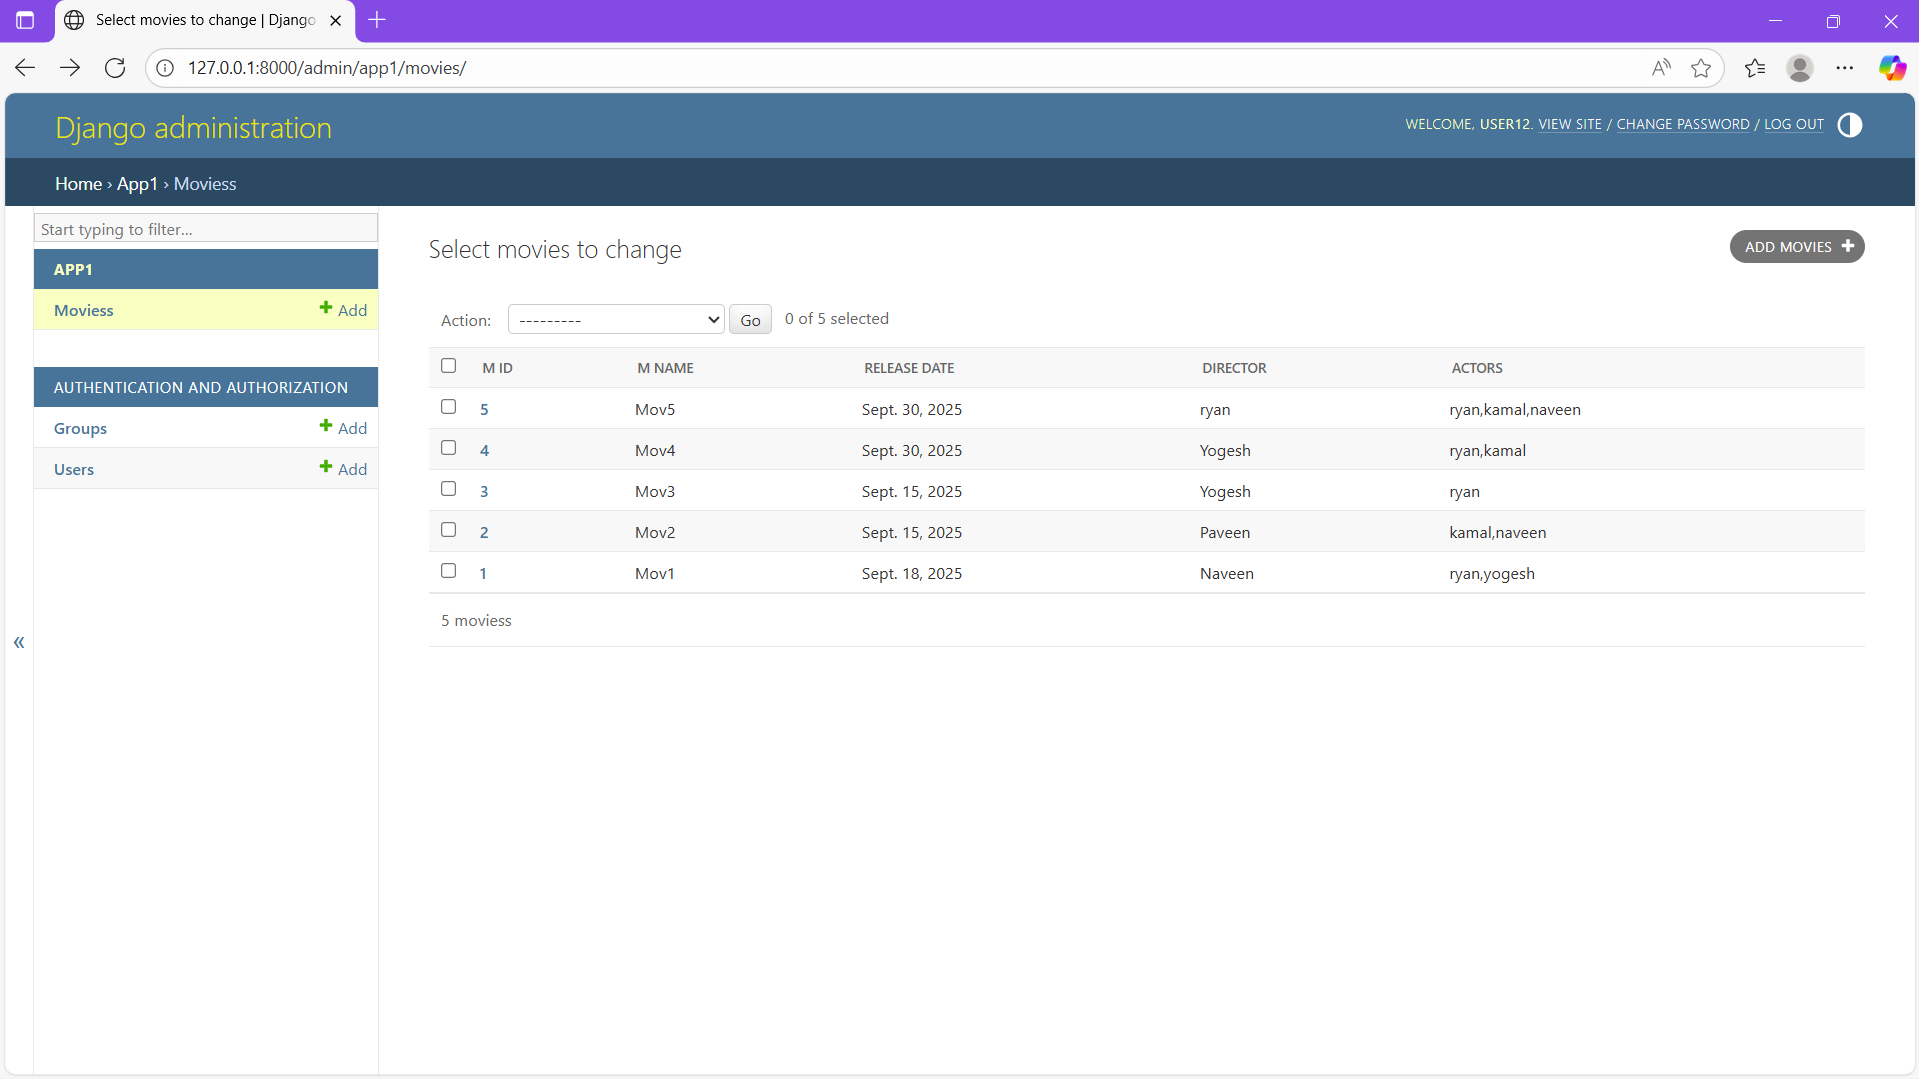 Select movies to change | Django
127.0.0.1:8000/admin/app1/movies/
Django administration
WELCOME, USER12. VIEW SITE / CHANGE PASSWORD / LOG OUT
Home › App1 › Moviess
Start typing to filter...
APP1
Moviess Add
AUTHENTICATION AND AUTHORIZATION
Groups Add
Users Add
«
Select movies to change
ADD MOVIES
Action: --------- Go 0 of 5 selected
M ID M NAME RELEASE DATE DIRECTOR ACTORS
5 Mov5 Sept. 30, 2025 ryan ryan,kamal,naveen
4 Mov4 Sept. 30, 2025 Yogesh ryan,kamal
3 Mov3 Sept. 15, 2025 Yogesh ryan
2 Mov2 Sept. 15, 2025 Paveen kamal,naveen
1 Mov1 Sept. 18, 2025 Naveen ryan,yogesh
5 moviess